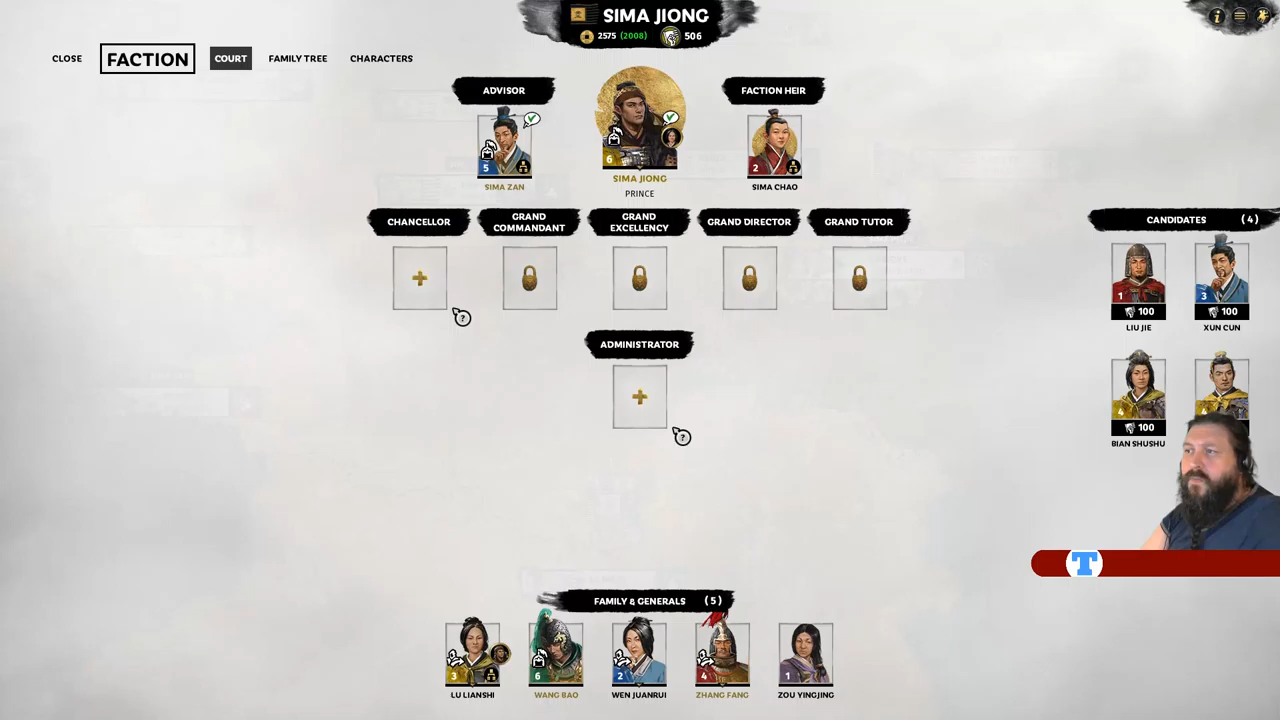 SIMA JIONG
2575 (2008) 506
CLOSE FACTION COURT FAMILY TREE CHARACTERS
ADVISOR
FACTION HEIR
5
6
2
SIMA ZAN
SIMA JIONG
PRINCE
SIMA CHAO
CHANCELLOR
GRAND COMMANDANT
GRAND EXCELLENCY
GRAND DIRECTOR
GRAND TUTOR
CANDIDATES (4)
1
3
100
100
LIU JIE
XUN CUN
ADMINISTRATOR
4
100
BIAN SHUSHU
T
FAMILY & GENERALS (5)
3
6
2
4
1
LU LIANSHI
WANG BAO
WEN JUANRUI
ZHANG FANG
ZOU YINGJING